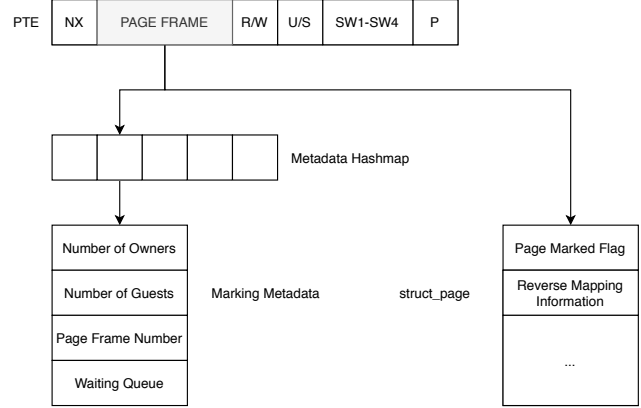 PTE NX PAGE FRAME R/W U/S SW1-SW4 P
Metadata Hashmap
Number of Owners
Number of Guests
Page Frame Number
Waiting Queue
Marking Metadata
struct_page
Page Marked Flag
Reverse Mapping
Information
...